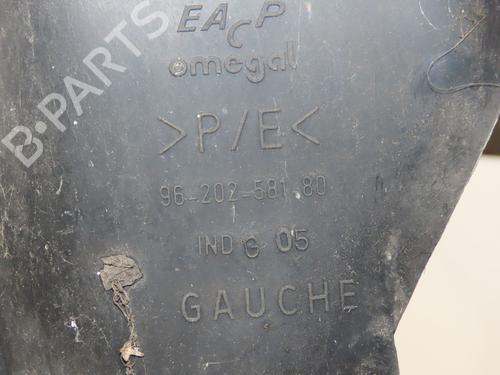 EACP
omegal
B-PARTS
>P/E<
96-202-581-80
IND G 05
GAUCHE